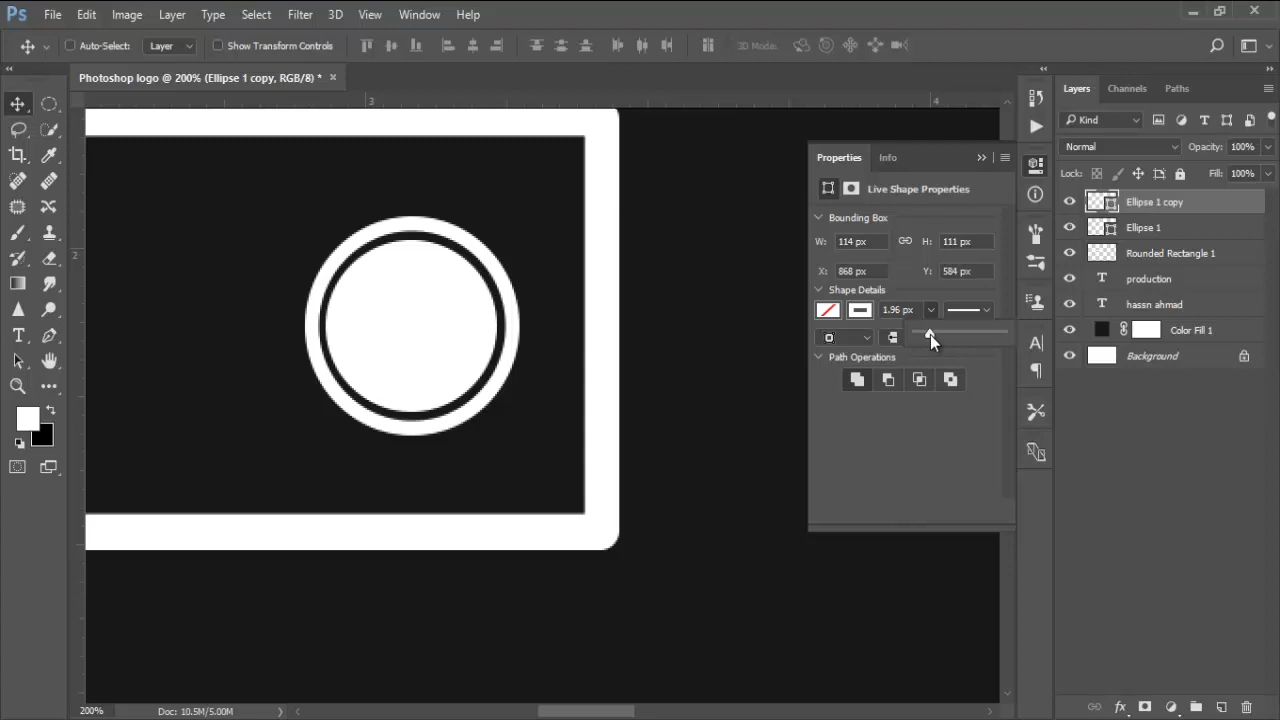 Ps File Edit Image Layer Type Select Filter 3D View Window Help
Auto-Select: Layer Show Transform Controls 3D Mode:
Photoshop logo @ 200% (Ellipse 1 copy, RGB/8) * ×
3 4
2
Properties Info
Live Shape Properties
Bounding Box
W: 114 px H: 111 px
X: 868 px Y: 584 px
Shape Details
1.96 px
Path Operations
Layers Channels Paths
Kind
Normal Opacity: 100%
Lock: Fill: 100%
Ellipse 1 copy
Ellipse 1
Rounded Rectangle 1
T production
T hassn ahmad
Color Fill 1
Background
200% Doc: 10.5M/5.00M